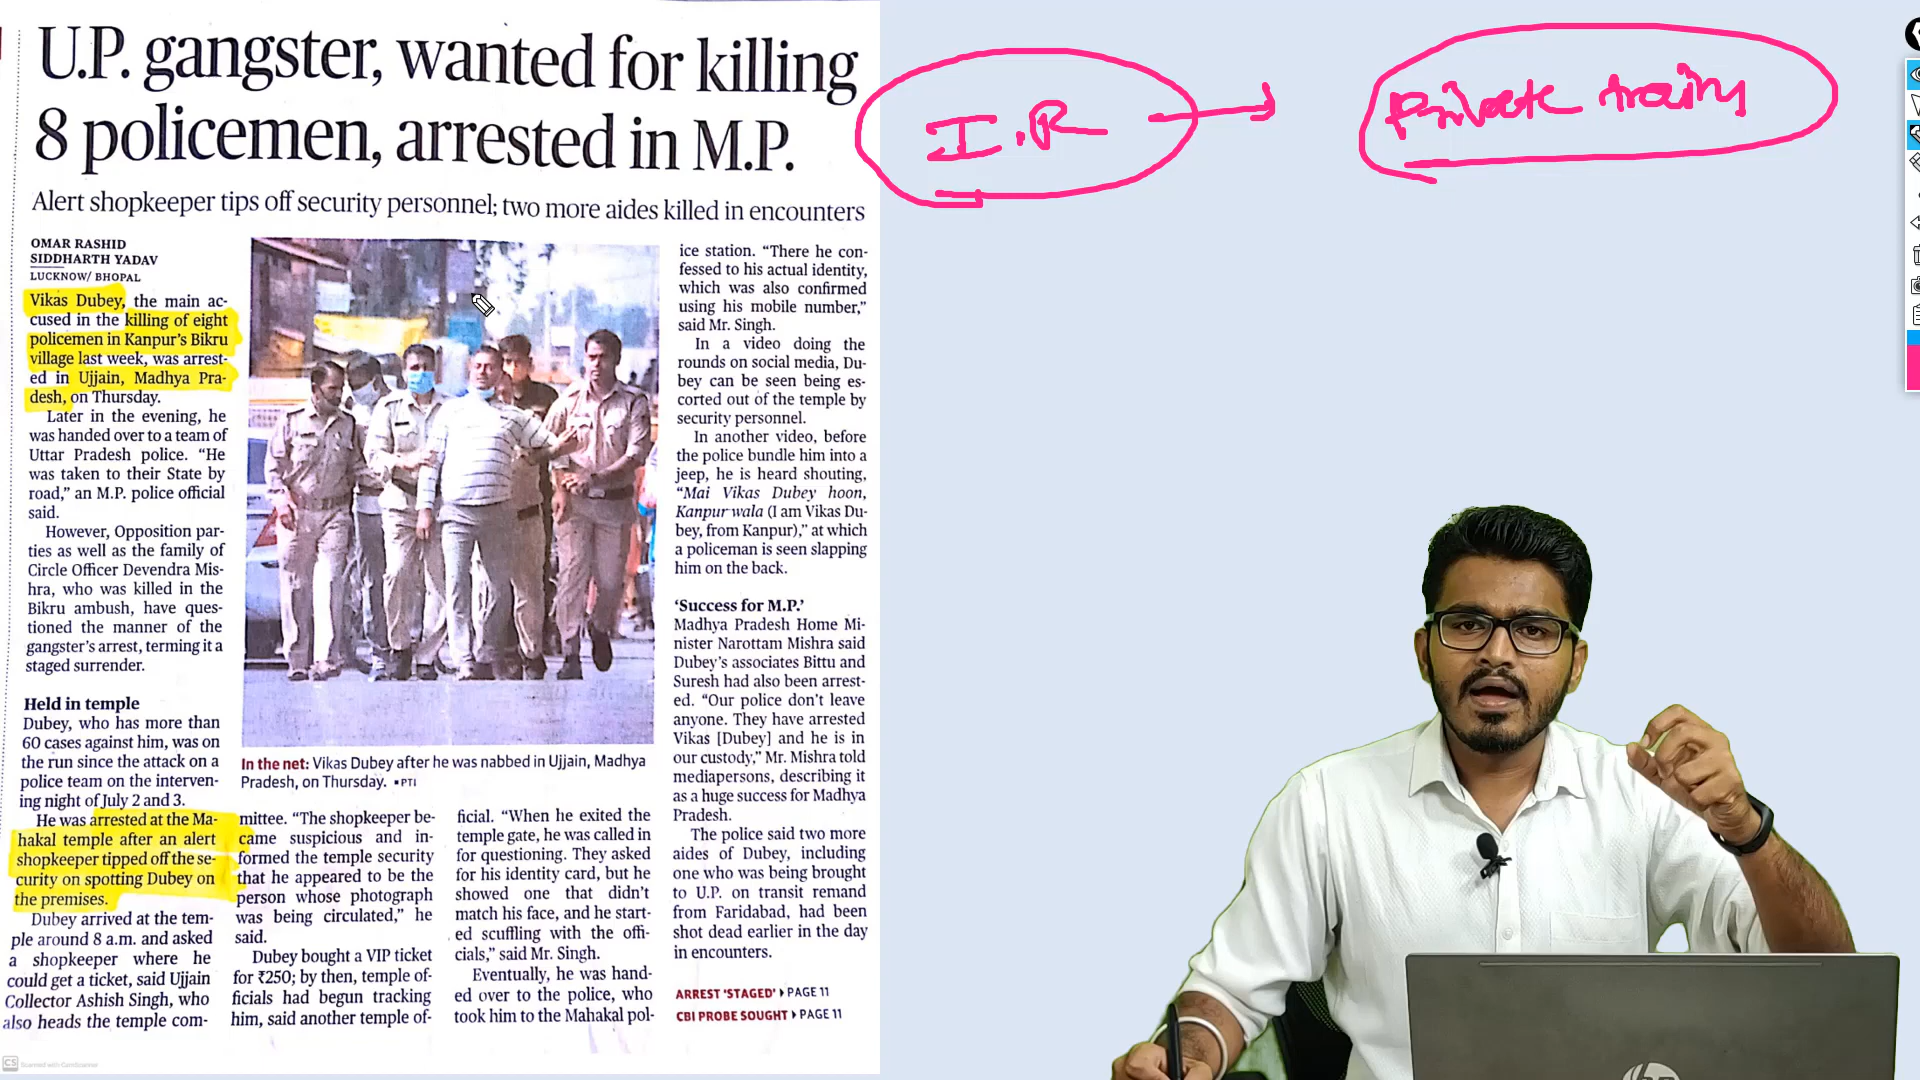 U.P. gangster, wanted for killing
8 policemen, arrested in M.P.
Alert shopkeeper tips off security personnel; two more aides killed in encounters
OMAR RASHID
SIDDHARTH YADAV
LUCKNOW/ BHOPAL
Vikas Dubey, the main ac-
cused in the killing of eight
policemen in Kanpur's Bikru
village last week, was arrest-
ed in Ujjain, Madhya Pra-
desh, on Thursday.
Later in the evening, he
was handed over to a team of
Uttar Pradesh police. "He
was taken to their State by
road," an M.P. police official
said.
However, Opposition par-
ties as well as the family of
Circle Officer Devendra Mis-
hra, who was killed in the
Bikru ambush, have ques-
tioned the manner of the
gangster's arrest, terming it a
staged surrender.
Held in temple
Dubey, who has more than
60 cases against him, was on
the run since the attack on a
police team on the interven-
ing night of July 2 and 3.
He was arrested at the Ma-
hakal temple after an alert
shopkeeper tipped off the se-
curity on spotting Dubey on
the premises.
Dubey arrived at the tem-
ple around 8 a.m. and asked
a shopkeeper where he
could get a ticket, said Ujjain
Collector Ashish Singh, who
also heads the temple com-
In the net: Vikas Dubey after he was nabbed in Ujjain, Madhya
Pradesh, on Thursday. ▪PTI
mittee. "The shopkeeper be-
came suspicious and in-
formed the temple security
that he appeared to be the
person whose photograph
was being circulated," he
said.
Dubey bought a VIP ticket
for ₹250; by then, temple of-
ficials had begun tracking
him, said another temple of-
ficial. "When he exited the
temple gate, he was called in
for questioning. They asked
for his identity card, but he
showed one that didn't
match his face, and he start-
ed scuffling with the offi-
cials," said Mr. Singh.
Eventually, he was hand-
ed over to the police, who
took him to the Mahakal pol-
ice station. "There he con-
fessed to his actual identity,
which was also confirmed
using his mobile number,"
said Mr. Singh.
In a video doing the
rounds on social media, Du-
bey can be seen being es-
corted out of the temple by
security personnel.
In another video, before
the police bundle him into a
jeep, he is heard shouting,
"Mai Vikas Dubey hoon,
Kanpur wala (I am Vikas Du-
bey, from Kanpur)," at which
a policeman is seen slapping
him on the back.
'Success for M.P.'
Madhya Pradesh Home Mi-
nister Narottam Mishra said
Dubey's associates Bittu and
Suresh had also been arrest-
ed. "Our police don't leave
anyone. They have arrested
Vikas [Dubey] and he is in
our custody," Mr. Mishra told
mediapersons, describing it
as a huge success for Madhya
Pradesh.
The police said two more
aides of Dubey, including
one who was being brought
to U.P. on transit remand
from Faridabad, had been
shot dead earlier in the day
in encounters.
ARREST 'STAGED' ▸ PAGE 11
CBI PROBE SOUGHT ▸ PAGE 11
CS Scanned with CamScanner
I.R → Private trains
hp